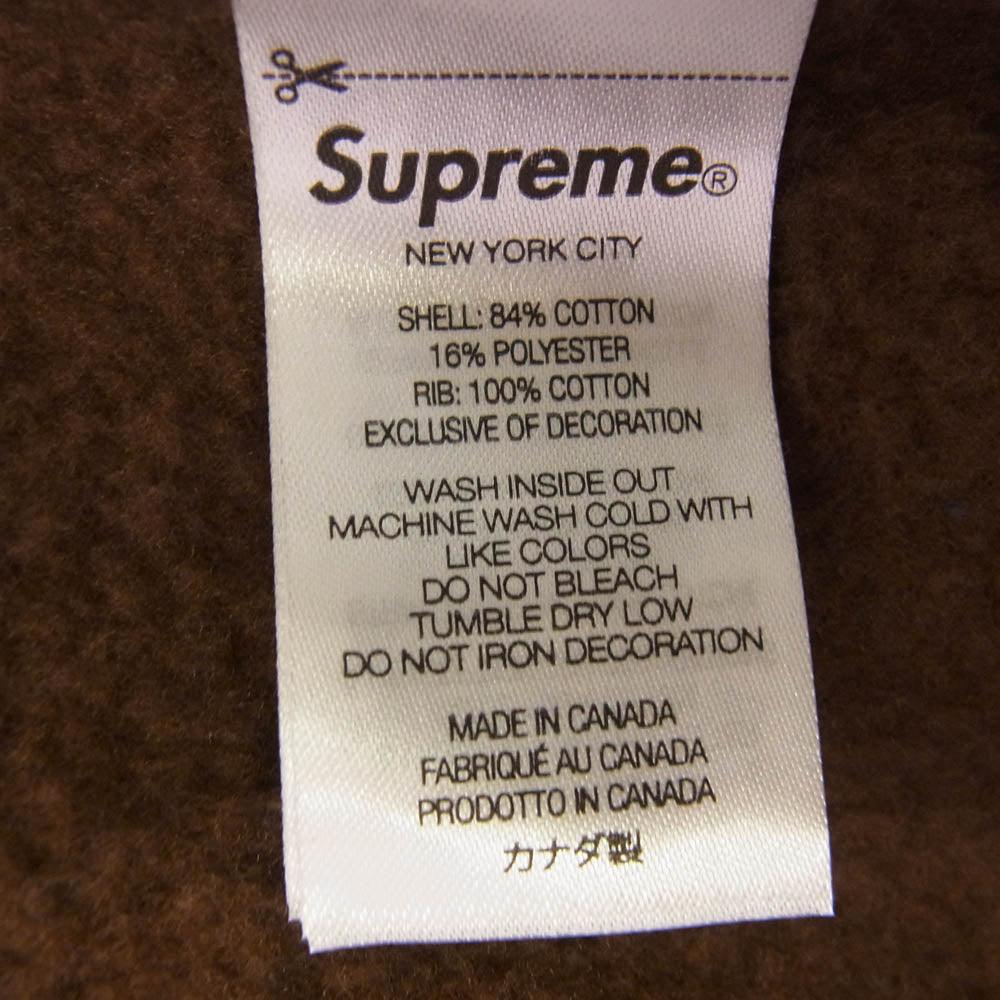 Supreme®
NEW YORK CITY
SHELL: 84% COTTON
16% POLYESTER
RIB: 100% COTTON
EXCLUSIVE OF DECORATION
WASH INSIDE OUT
MACHINE WASH COLD WITH
LIKE COLORS
DO NOT BLEACH
TUMBLE DRY LOW
DO NOT IRON DECORATION
MADE IN CANADA
FABRIQUÉ AU CANADA
PRODOTTO IN CANADA
カナダ製